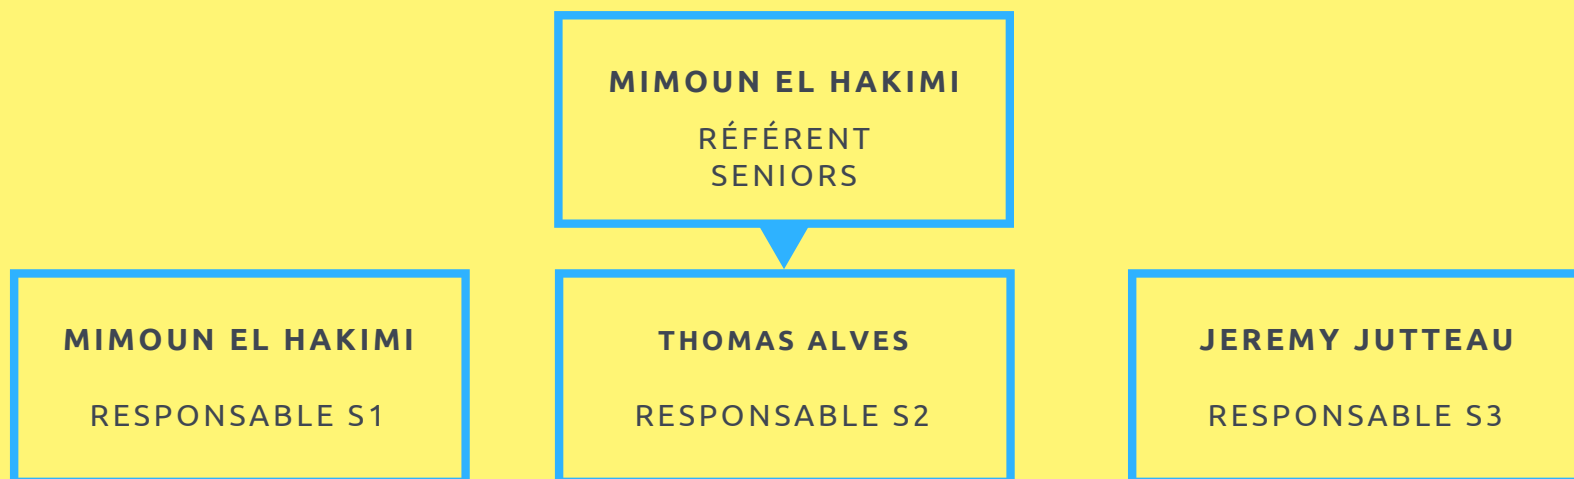 MIMOUN EL HAKIMI
RÉFÉRENT
SENIORS
MIMOUN EL HAKIMI
RESPONSABLE S1
THOMAS ALVES
RESPONSABLE S2
JEREMY JUTTEAU
RESPONSABLE S3